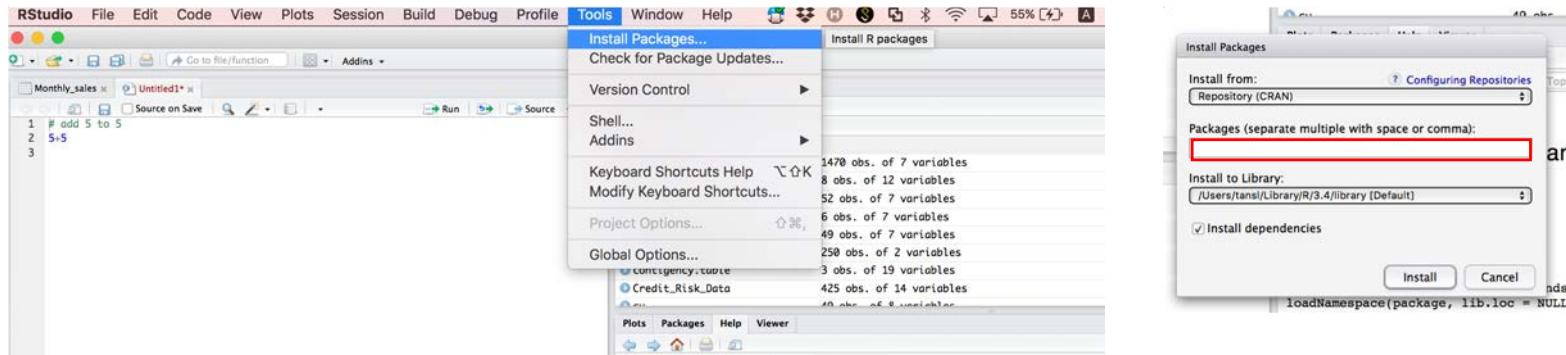 RStudio File Edit Code View Plots Session Build Debug Profile Tools Window Help 55% A
Install Packages...
Install R packages
Check for Package Updates...
Version Control
Shell...
Addins
Keyboard Shortcuts Help ⌥⇧K
Modify Keyboard Shortcuts...
Project Options... ⇧⌘,
Global Options...
Go to file/function Addins
Monthly_sales Untitled1*
Source on Save Run Source
1 # add 5 to 5
2 5+5
3
1470 obs. of 7 variables
8 obs. of 12 variables
52 obs. of 7 variables
6 obs. of 7 variables
49 obs. of 7 variables
250 obs. of 2 variables
contigency.table 3 obs. of 19 variables
Credit_Risk_Data 425 obs. of 14 variables
Plots Packages Help Viewer
Install Packages
Install from: ? Configuring Repositories
Repository (CRAN)
Packages (separate multiple with space or comma):
Install to Library:
/Users/tansl/Library/R/3.4/library [Default]
Install dependencies
Install Cancel
loadNamespace(package, lib.loc = NULL